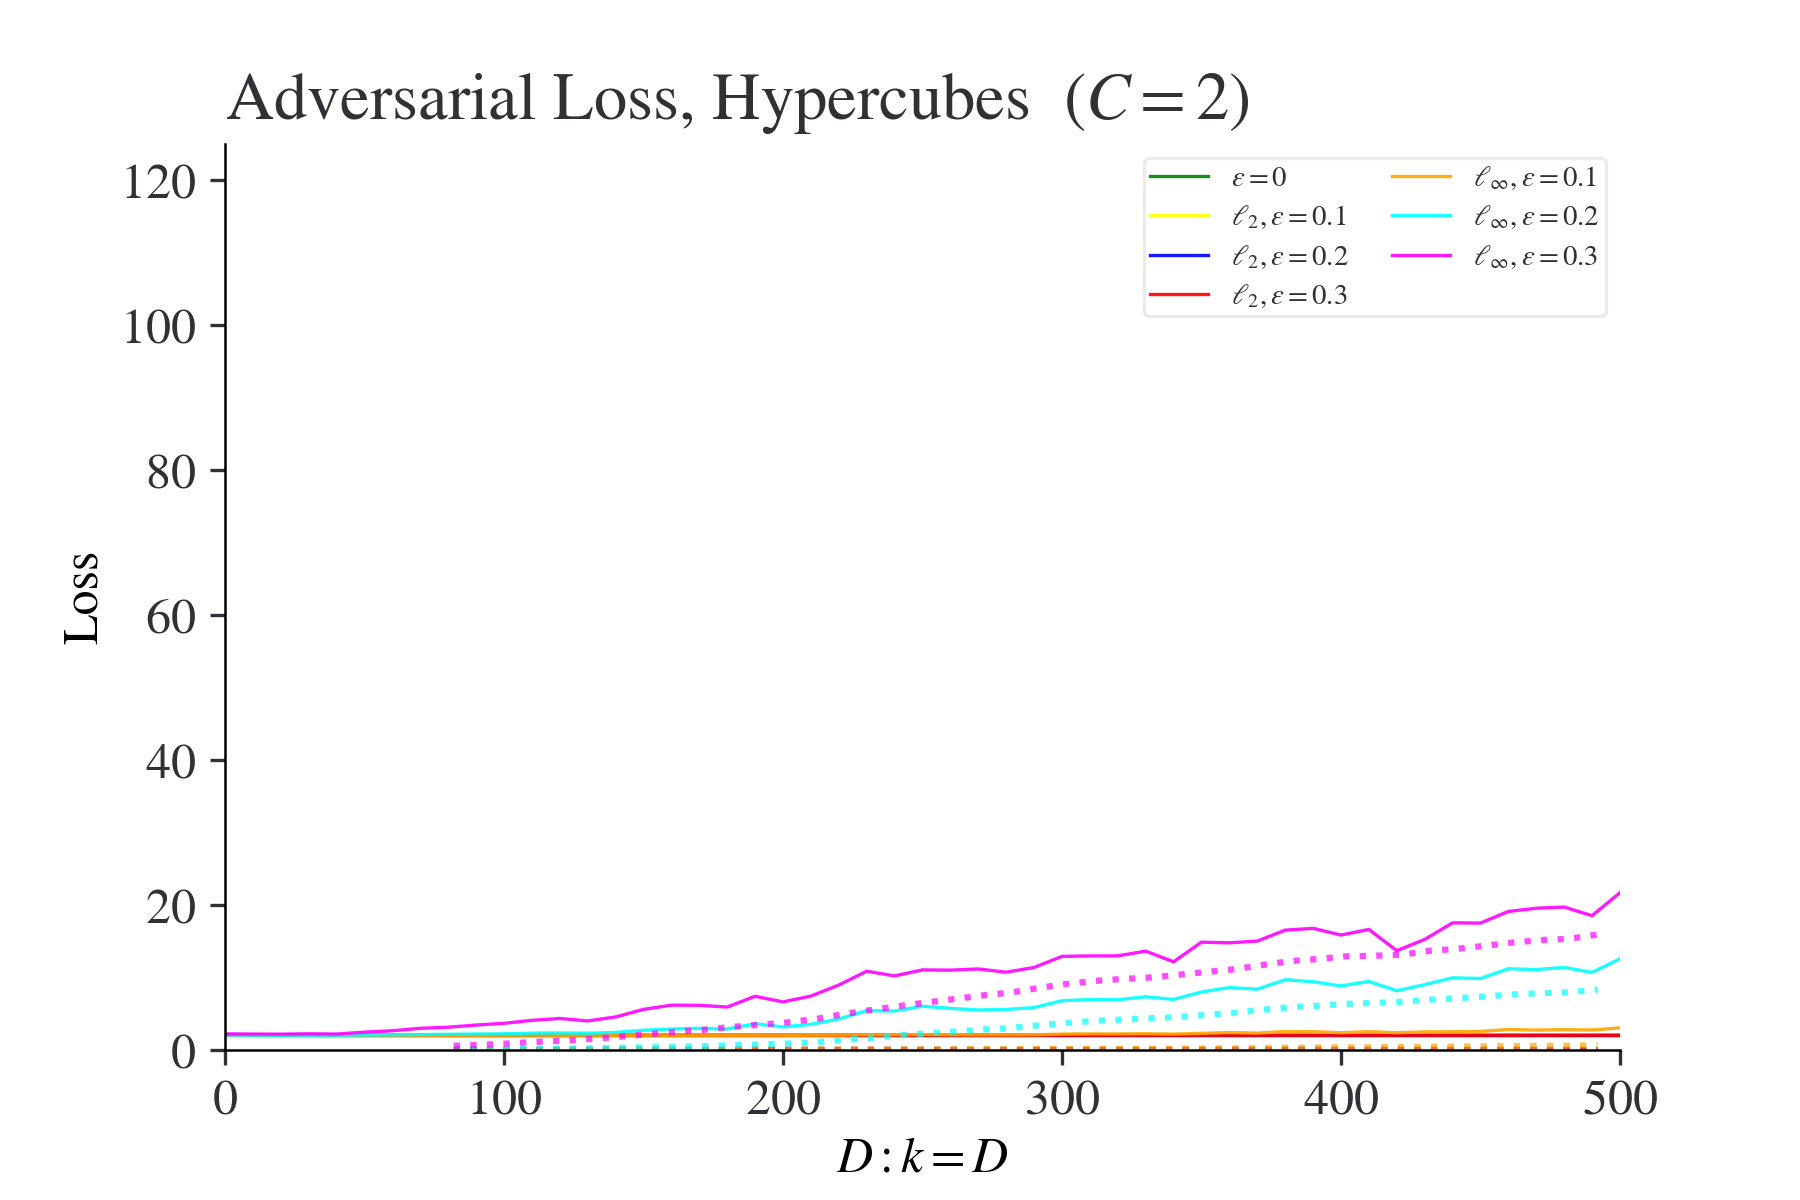 Adversarial Loss, Hypercubes (C = 2)
120
100
80
60
40
20
0
Loss
ε = 0
ℓ₂, ε = 0.1
ℓ₂, ε = 0.2
ℓ₂, ε = 0.3
ℓ∞, ε = 0.1
ℓ∞, ε = 0.2
ℓ∞, ε = 0.3
0 100 200 300 400 500
D : k = D